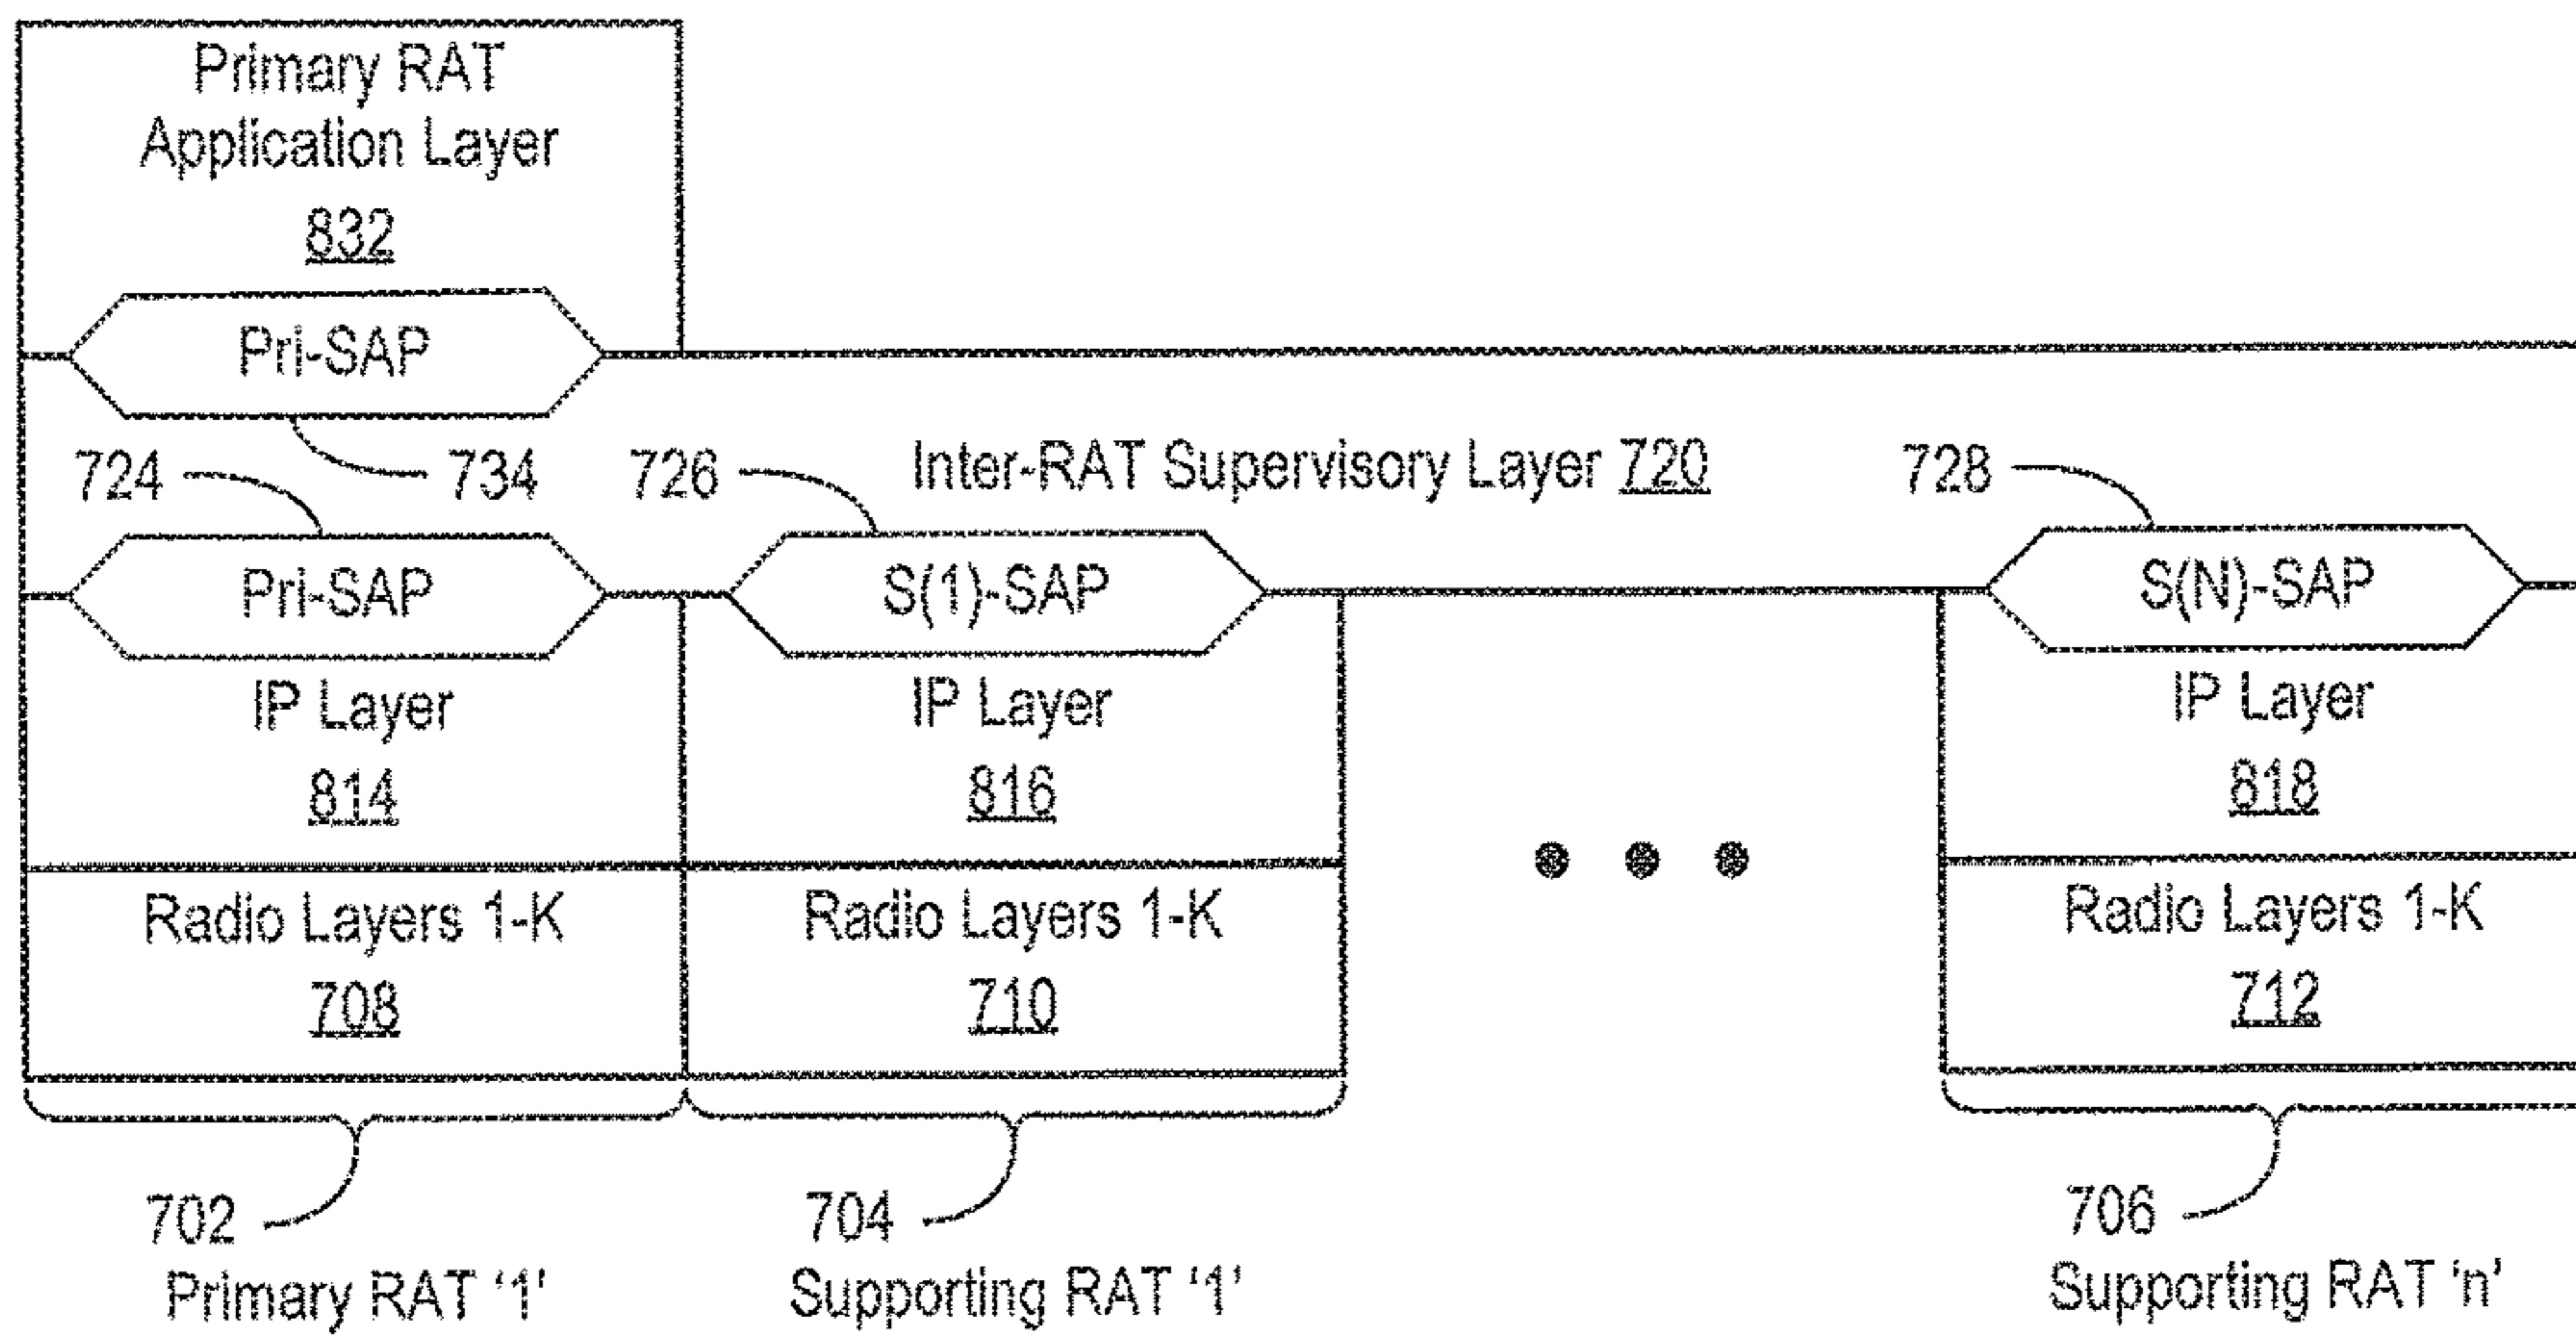 Primary RAT
Application Layer
832
Pri-SAP
724 734 726 Inter-RAT Supervisory Layer 720 728
Pri-SAP S(1)-SAP S(N)-SAP
IP Layer IP Layer IP Layer
814 816 818
Radio Layers 1-K Radio Layers 1-K Radio Layers 1-K
708 710 712
702 704 706
Primary RAT ‘1’ Supporting RAT ‘1’ Supporting RAT ‘n’